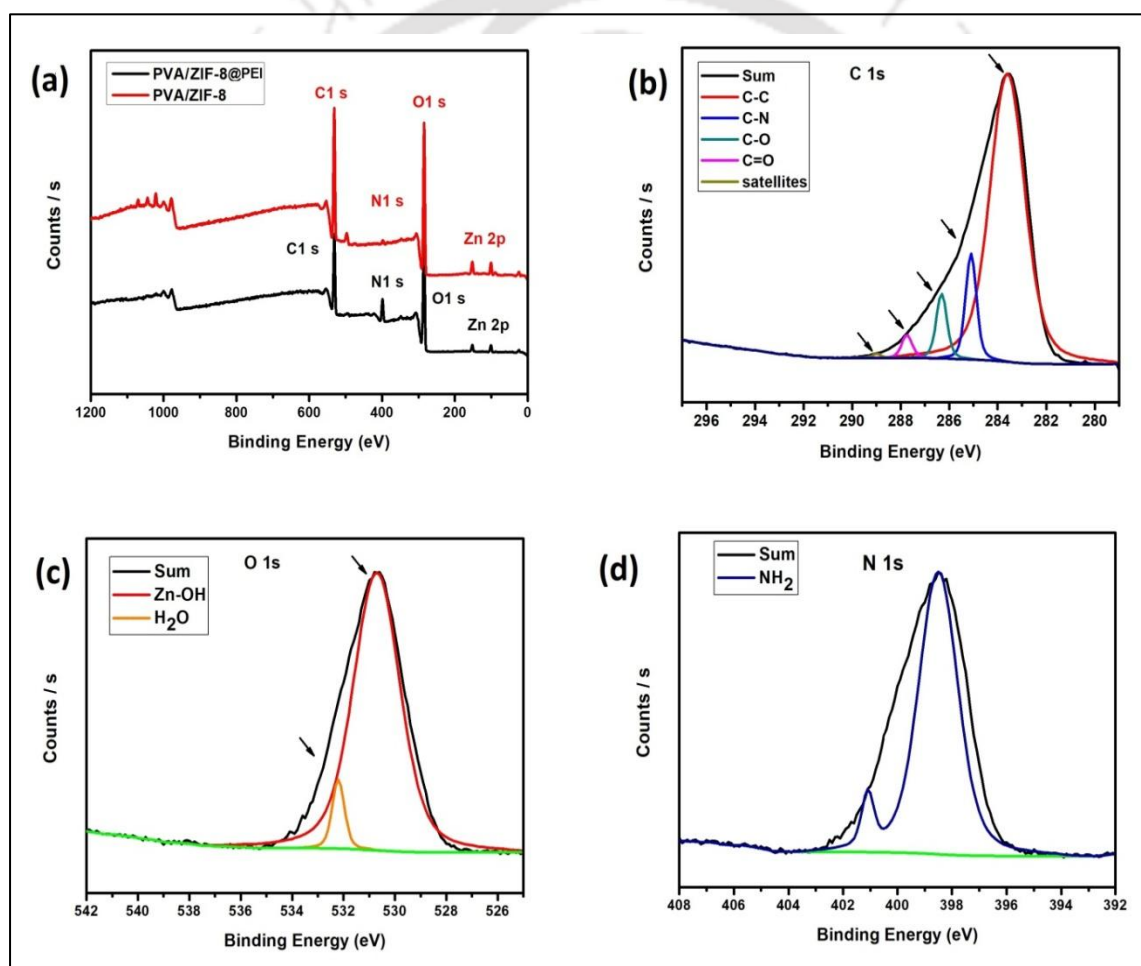 (a)
PVA/ZIF-8@PEI
PVA/ZIF-8
C1 s
O1 s
N1 s
Zn 2p
C1 s
N1 s
O1s
Zn 2p
Counts / s
1200 1000 800 600 400 200 0
Binding Energy (eV)
(b)
C 1s
Sum
C-C
C-N
C-O
C=O
satellites
Counts / s
296 294 292 290 288 286 284 282 280
Binding Energy (eV)
(c)
O 1s
Sum
Zn-OH
H2O
Counts / s
542 540 538 536 534 532 530 528 526
Binding Energy (eV)
(d)
N 1s
Sum
NH2
Counts / s
408 406 404 402 400 398 396 394 392
Binding Energy (eV)